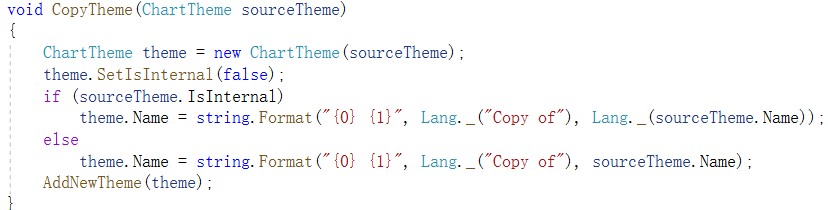 void CopyTheme(ChartTheme sourceTheme)
{
    ChartTheme theme = new ChartTheme(sourceTheme);
    theme.SetIsInternal(false);
    if (sourceTheme.IsInternal)
        theme.Name = string.Format("{0} {1}", Lang._("Copy of"), Lang._(sourceTheme.Name));
    else
        theme.Name = string.Format("{0} {1}", Lang._("Copy of"), sourceTheme.Name);
    AddNewTheme(theme);
}